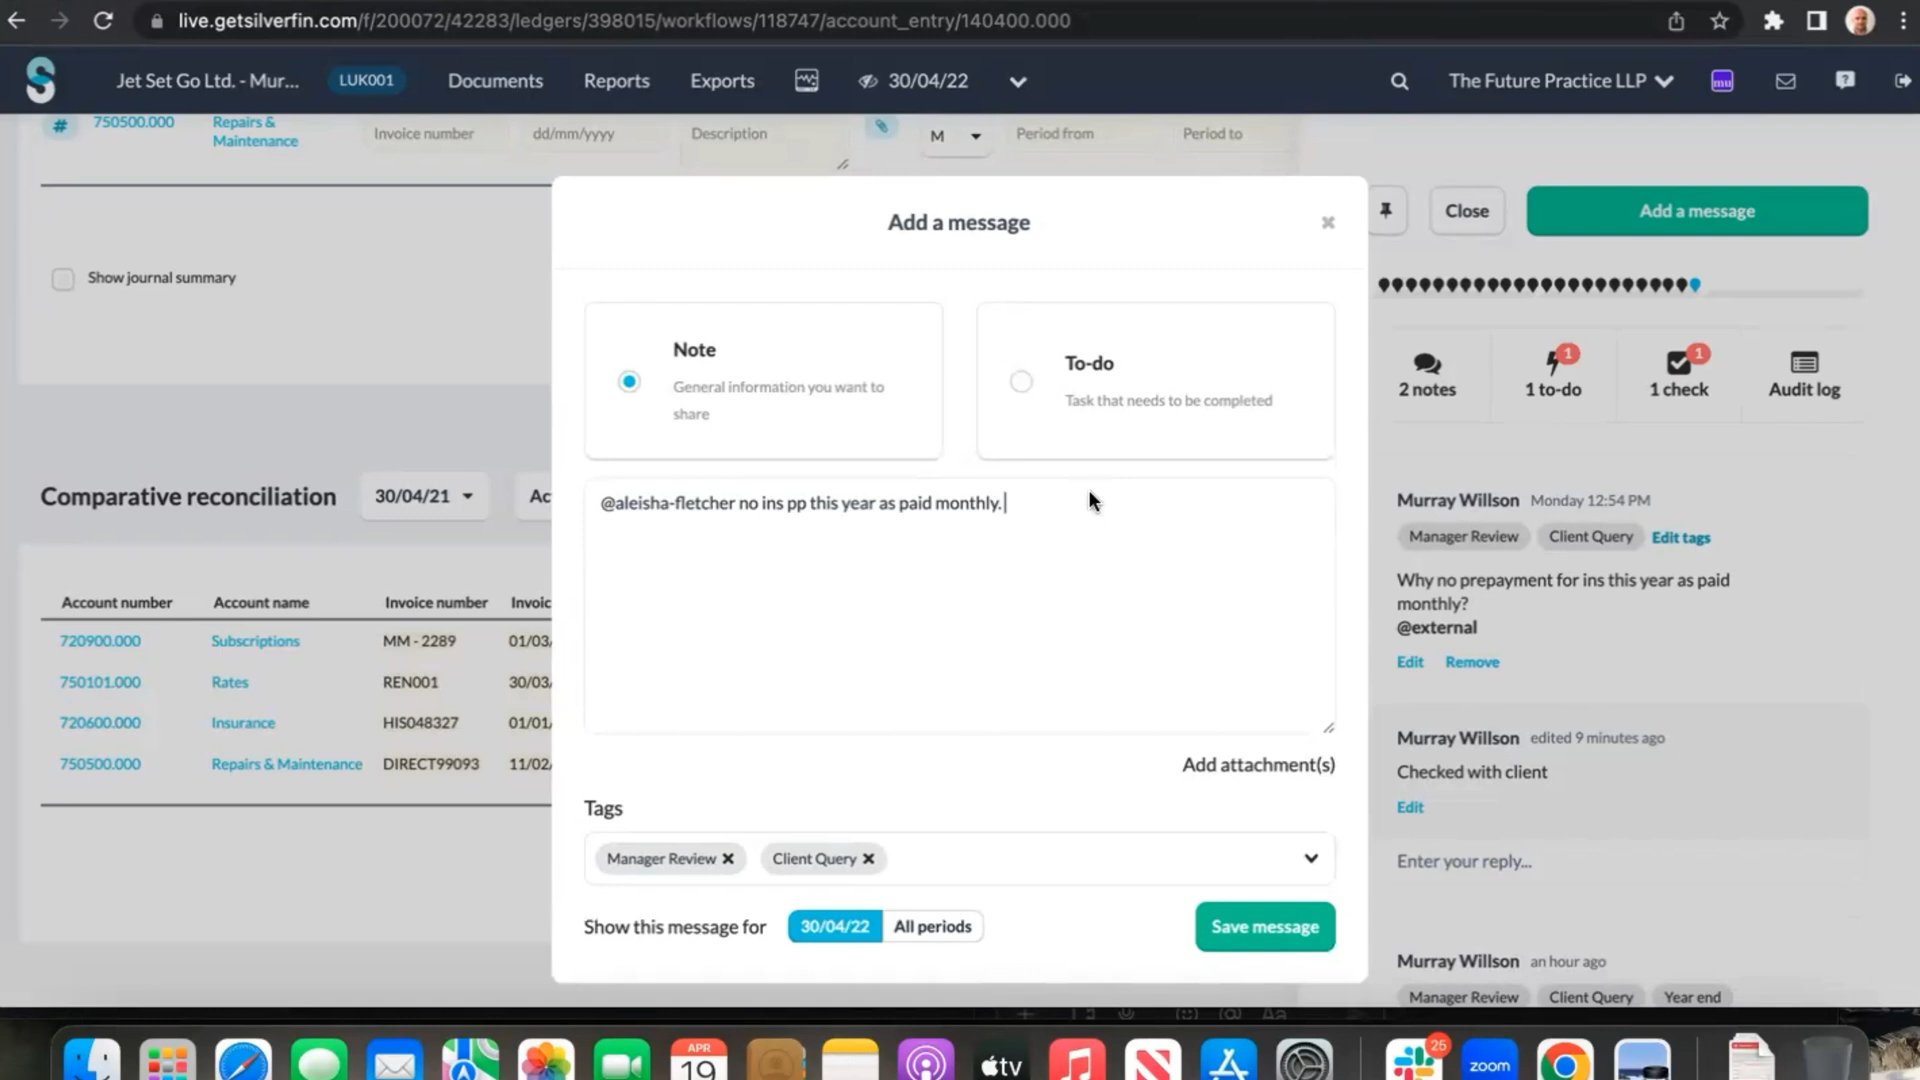 live.getsilverfin.com/f/200072/42283/ledgers/398015/workflows/118747/account_entry/140400.000
Jet Set Go Ltd. - Mur... LUK001 Documents Reports Exports 30/04/22 The Future Practice LLP mu
# 750500.000 Repairs & Maintenance Invoice number dd/mm/yyyy Description M Period from Period to
Add a message
Close Add a message
Show journal summary
Note
General information you want to
share
To-do
Task that needs to be completed
1 1
2 notes 1 to-do 1 check Audit log
Comparative reconciliation 30/04/21 Ac
@aleisha-fletcher no ins pp this year as paid monthly.
Account number Account name Invoice number Invoic
720900.000 Subscriptions MM - 2289 01/03/
750101.000 Rates REN001 30/03/
720600.000 Insurance HIS048327 01/01/
750500.000 Repairs & Maintenance DIRECT99093 11/02/
Add attachment(s)
Tags
Manager Review Client Query
Show this message for 30/04/22 All periods Save message
Murray Willson Monday 12:54 PM
Manager Review Client Query Edit tags
Why no prepayment for ins this year as paid
monthly?
@external
Edit Remove
Murray Willson edited 9 minutes ago
Checked with client
Edit
Enter your reply...
Murray Willson an hour ago
Manager Review Client Query Year end
Aa
APR
19
tv
25
zoom